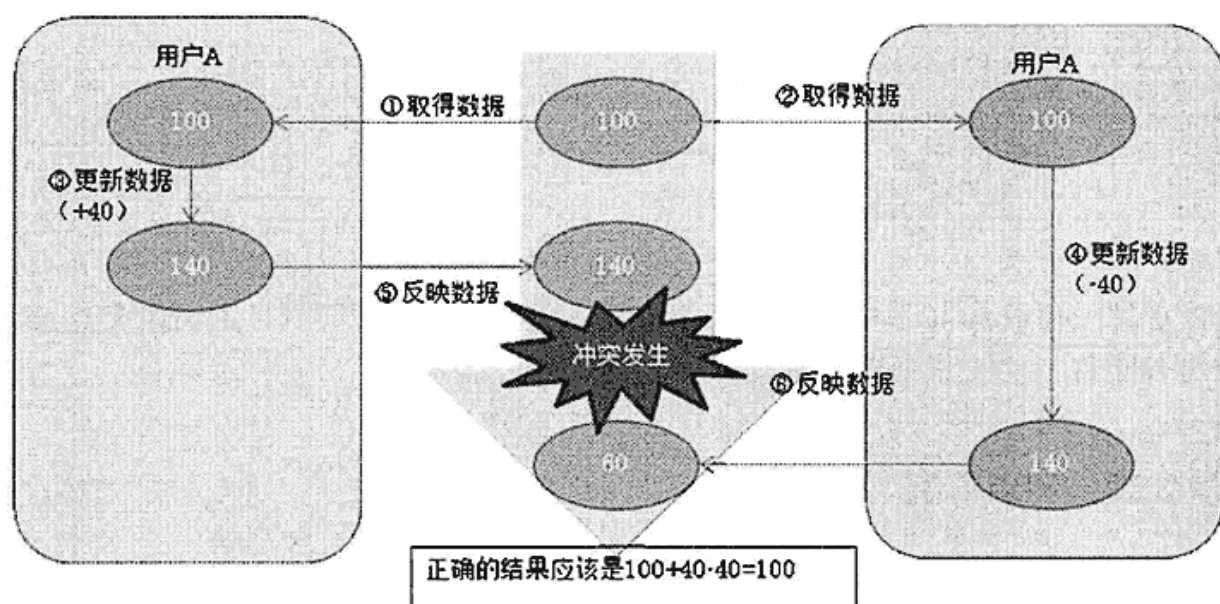 用户A
用户A
100
①取得数据
100
②取得数据
100
③更新数据
（+40）
140
⑤反映数据
140
④更新数据
（-40）
冲突发生
⑥反映数据
60
140
正确的结果应该是100+40-40=100